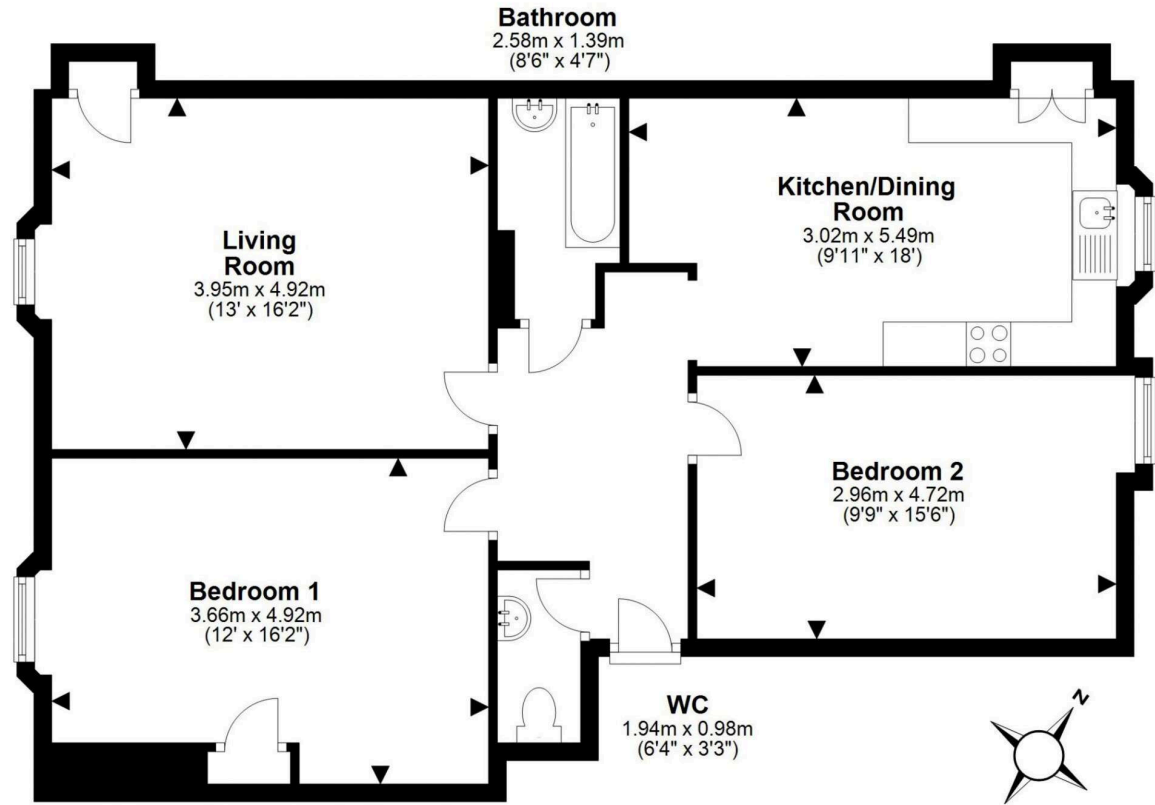 Bathroom
2.58m x 1.39m
(8'6" x 4'7")
Living
Room
3.95m x 4.92m
(13' x 16'2")
Kitchen/Dining
Room
3.02m x 5.49m
(9'11" x 18')
Bedroom 2
2.96m x 4.72m
(9'9" x 15'6")
Bedroom 1
3.66m x 4.92m
(12' x 16'2")
WC
1.94m x 0.98m
(6'4" x 3'3")
N